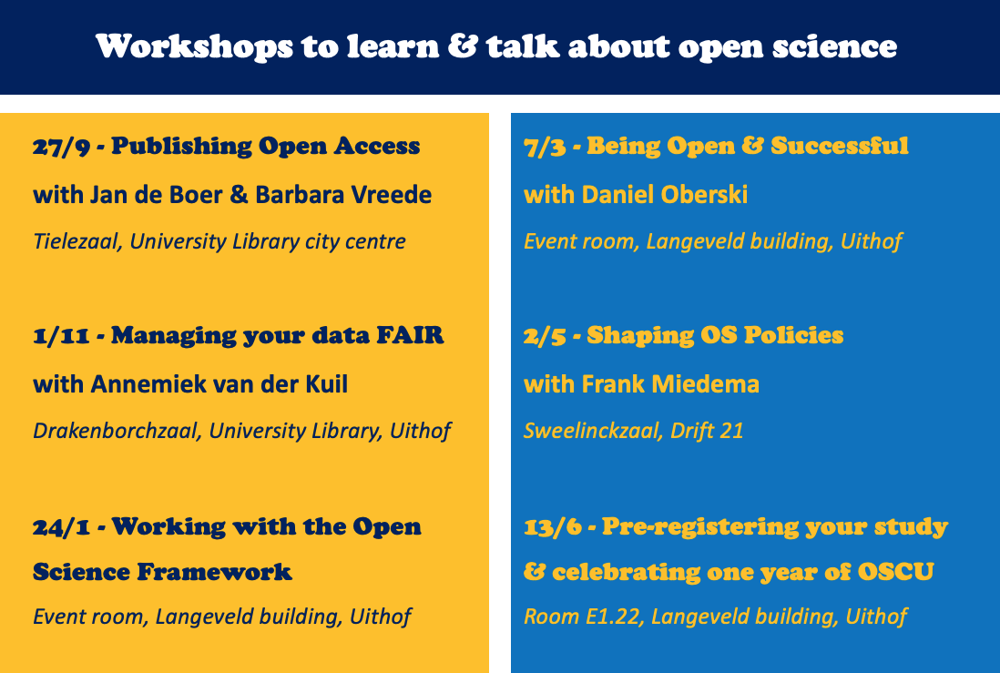 Workshops to learn & talk about open science
27/9 - Publishing Open Access
with Jan de Boer & Barbara Vreede
Tielezaal, University Library city centre
1/11 - Managing your data FAIR
with Annemiek van der Kuil
Drakenborchzaal, University Library, Uithof
24/1 - Working with the Open
Science Framework
Event room, Langeveld building, Uithof
7/3 - Being Open & Successful
with Daniel Oberski
Event room, Langeveld building, Uithof
2/5 - Shaping OS Policies
with Frank Miedema
Sweelinckzaal, Drift 21
13/6 - Pre-registering your study
& celebrating one year of OSCU
Room E1.22, Langeveld building, Uithof